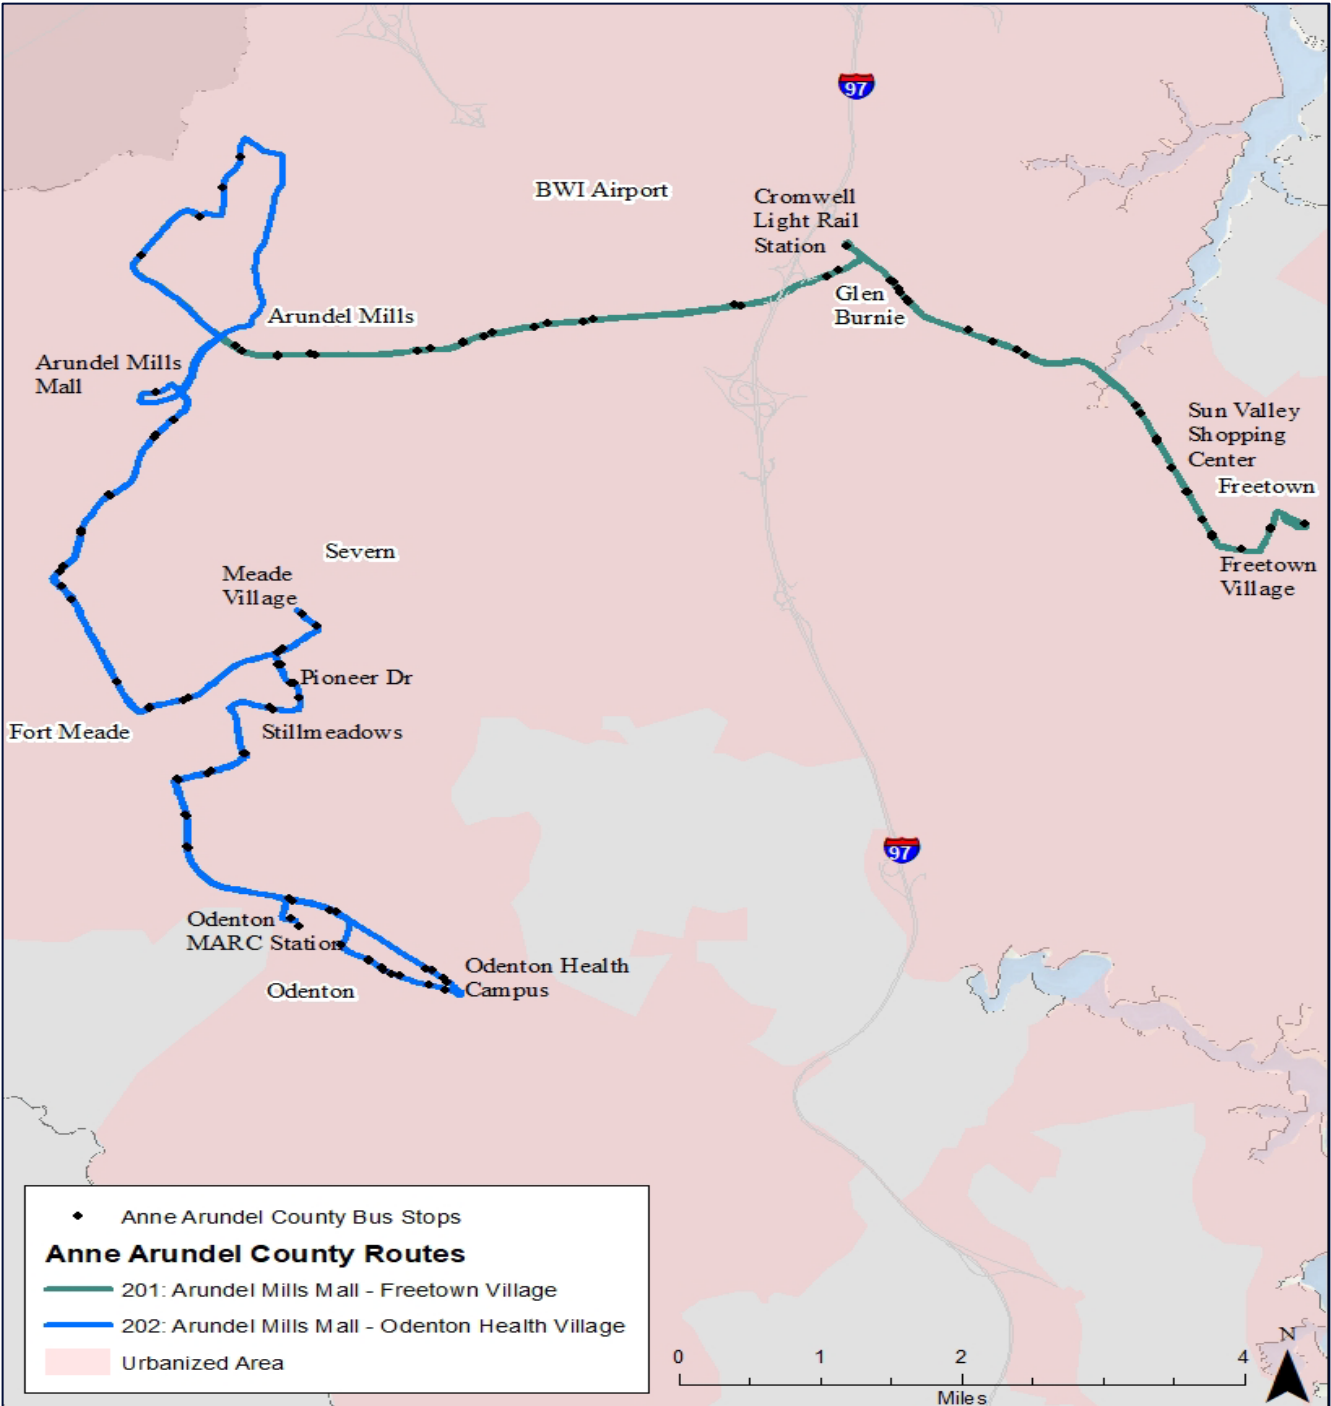 97
BWI Airport
Cromwell
Light Rail
Station
Glen
Burnie
Arundel Mills
Arundel Mills
Mall
Sun Valley
Shopping
Center
Freetown
Freetown
Village
Severn
Meade
Village
Pioneer Dr
Fort Meade
Stillmeadows
97
Odenton
MARC Station
Odenton Health
Campus
Odenton
Anne Arundel County Bus Stops
Anne Arundel County Routes
201: Arundel Mills Mall - Freetown Village
202: Arundel Mills Mall - Odenton Health Village
Urbanized Area
N
0 1 2 4
Miles